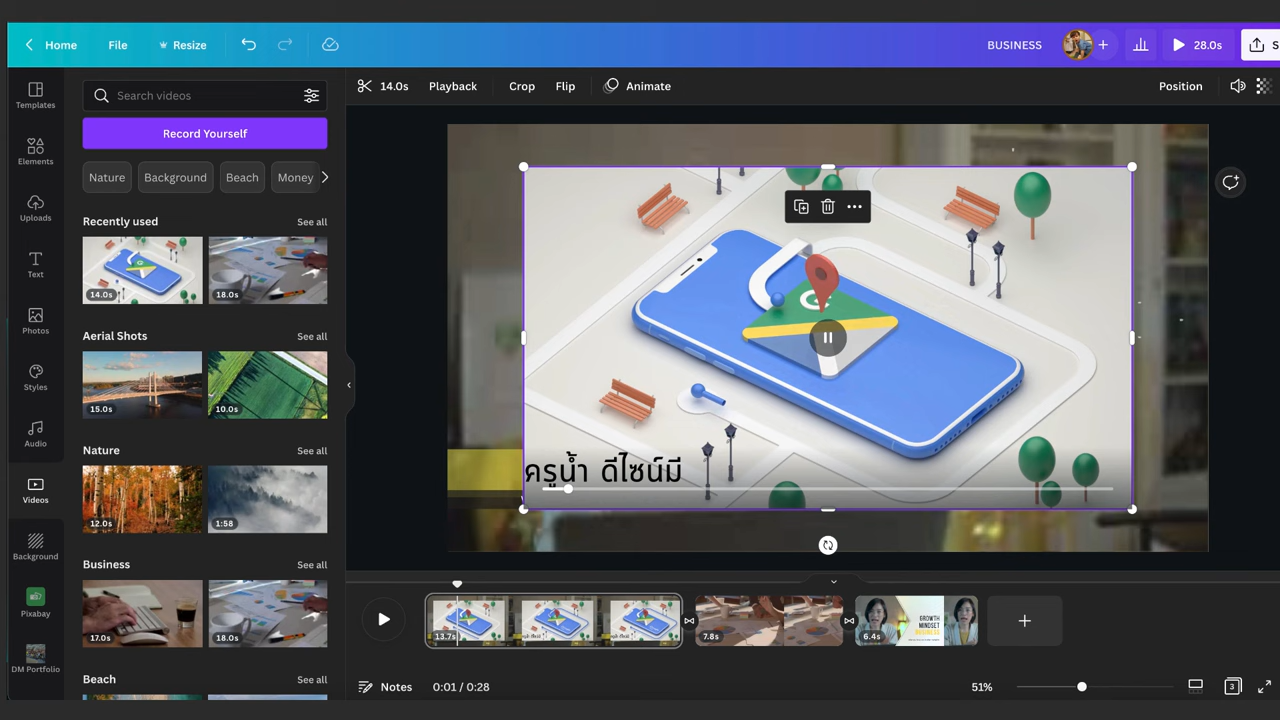 Home
File
Resize
BUSINESS
28.0s
S
Templates
Elements
Uploads
Text
Photos
Styles
Audio
Videos
Background
Pixabay
DM Portfolio
Search videos
Record Yourself
Nature
Background
Beach
Money
Recently used
See all
14.0s
18.0s
Aerial Shots
See all
15.0s
10.0s
Nature
See all
12.0s
1:58
Business
See all
17.0s
18.0s
Beach
See all
14.0s
Playback
Crop
Flip
Animate
Position
G
ครูน้ำ ดีไซน์มี
13.7s
7.8s
6.4s
GROWTH
MINDSET
BUSINESS
+
Notes
0:01 / 0:28
51%
3